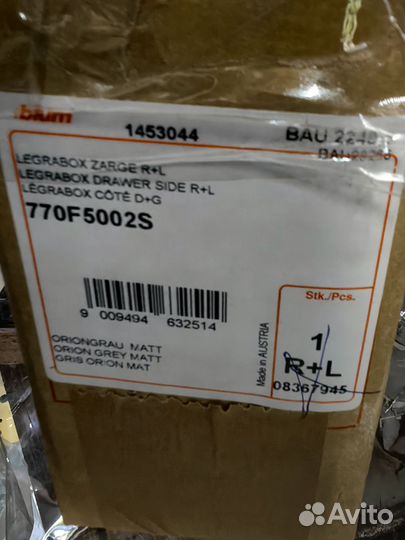 blum
1453044 BAU
LEGRABOX ZARGE R+L
LEGRABOX DRAWER SIDE R+L
LÉGRABOX CÔTÉ D+G
770F5002S
9 009494 632514
Made in AUSTRIA
Stk./Pcs.
1
R+L
08367945
ORIONGRAU MATT
ORION GREY MATT
GRIS ORION MAT
Avito